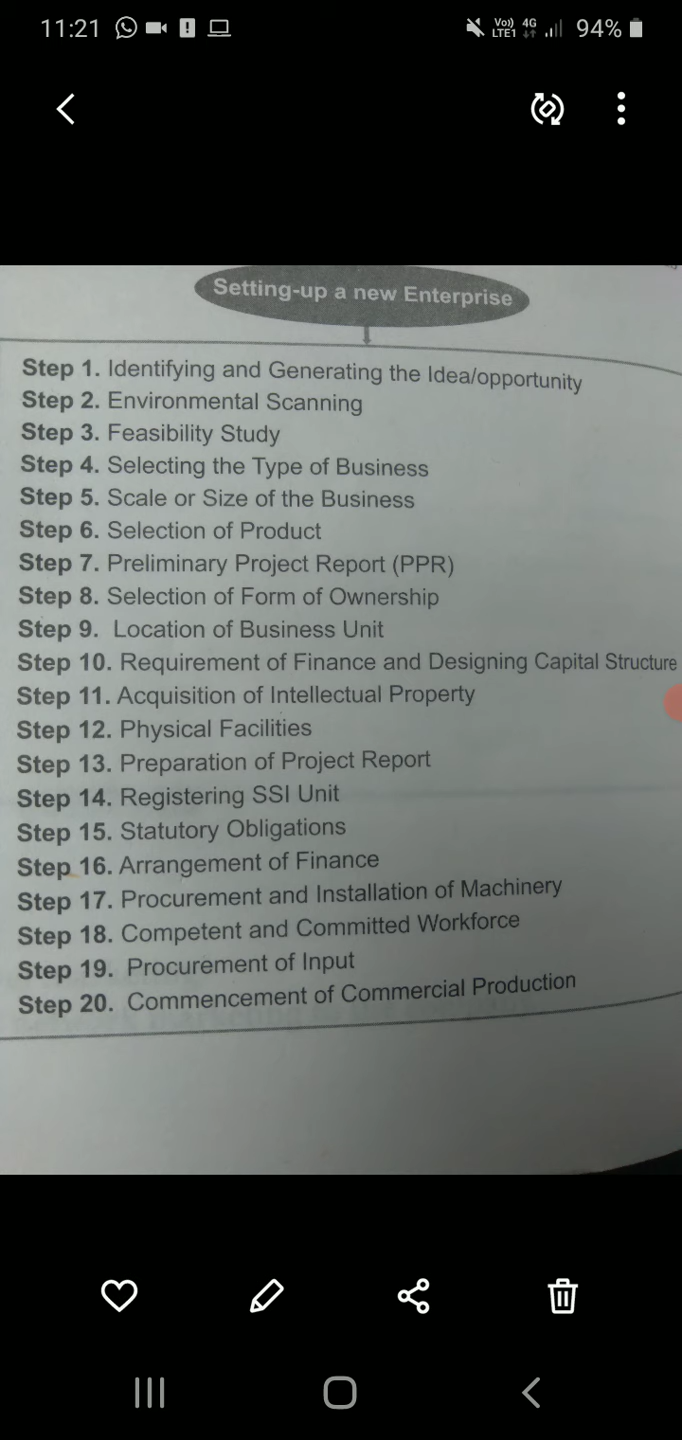 11:21
Vo)) 4G
LTE1
94%
Setting-up a new Enterprise
Step 1. Identifying and Generating the Idea/opportunity
Step 2. Environmental Scanning
Step 3. Feasibility Study
Step 4. Selecting the Type of Business
Step 5. Scale or Size of the Business
Step 6. Selection of Product
Step 7. Preliminary Project Report (PPR)
Step 8. Selection of Form of Ownership
Step 9. Location of Business Unit
Step 10. Requirement of Finance and Designing Capital Structure
Step 11. Acquisition of Intellectual Property
Step 12. Physical Facilities
Step 13. Preparation of Project Report
Step 14. Registering SSI Unit
Step 15. Statutory Obligations
Step 16. Arrangement of Finance
Step 17. Procurement and Installation of Machinery
Step 18. Competent and Committed Workforce
Step 19. Procurement of Input
Step 20. Commencement of Commercial Production